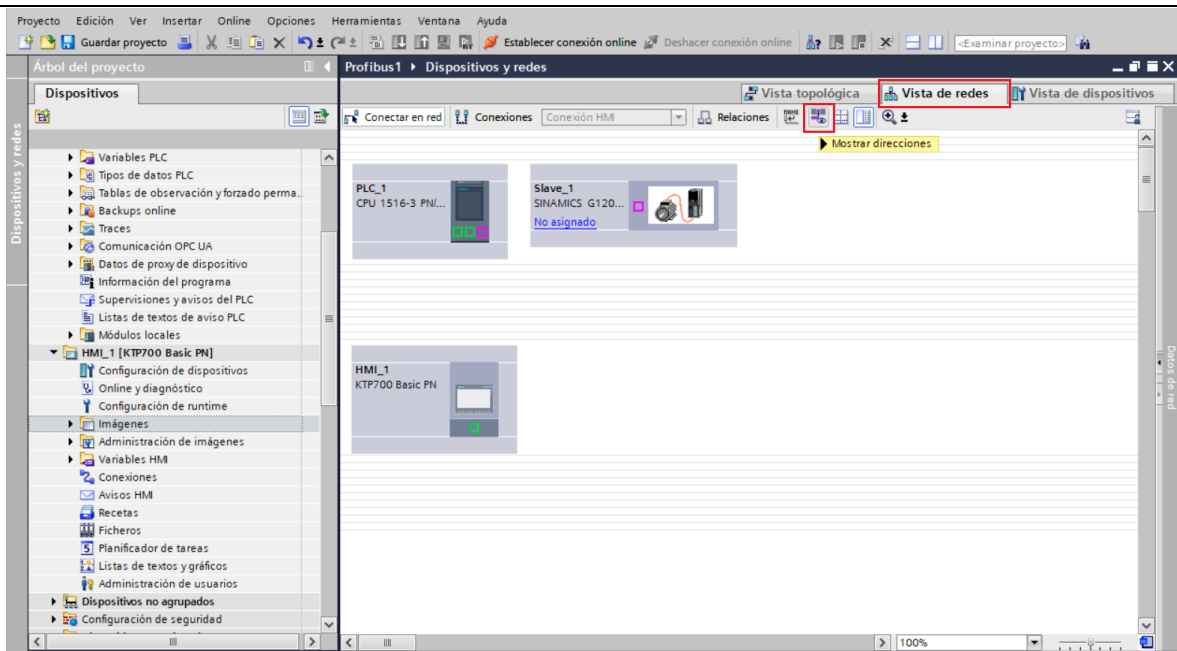 Proyecto Edición Ver Insertar Online Opciones Herramientas Ventana Ayuda
Guardar proyecto Establecer conexión online Deshacer conexión online <Examinar proyecto>
Árbol del proyecto
Profibus1 Dispositivos y redes
Dispositivos
Vista topológica Vista de redes Vista de dispositivos
Conectar en red Conexiones Conexión HMI Relaciones
Mostrar direcciones
Dispositivos y redes
Variables PLC
Tipos de datos PLC
Tablas de observación y forzado perma..
Backups online
Traces
Comunicación OPC UA
Datos de proxy de dispositivo
Información del programa
Supervisiones y avisos del PLC
Listas de textos de aviso PLC
Módulos locales
HMI_1 [KTP700 Basic PN]
Configuración de dispositivos
Online y diagnóstico
Configuración de runtime
Imágenes
Administración de imágenes
Variables HMI
Conexiones
Avisos HMI
Recetas
Ficheros
Planificador de tareas
Listas de textos y gráficos
Administración de usuarios
Dispositivos no agrupados
Configuración de seguridad
PLC_1
CPU 1516-3 PN/...
Slave_1
SINAMICS G120...
No asignado
HMI_1
KTP700 Basic PN
Datos de red
100%